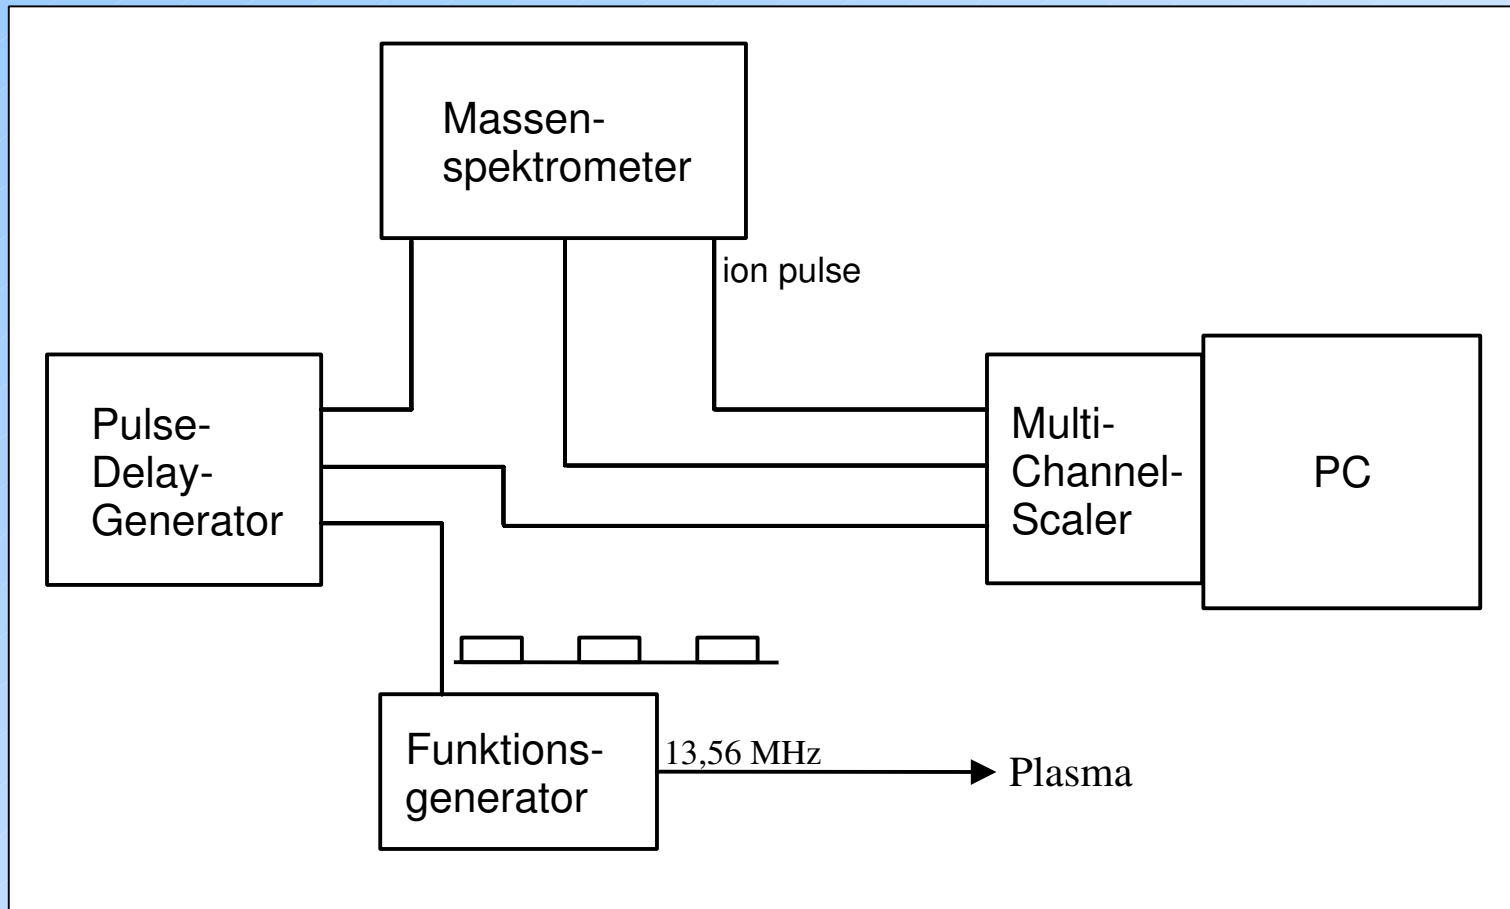 Massen-
spektrometer
ion pulse
Pulse-
Delay-
Generator
Multi-
Channel-
Scaler
PC
Funktions-
generator
13,56 MHz
Plasma